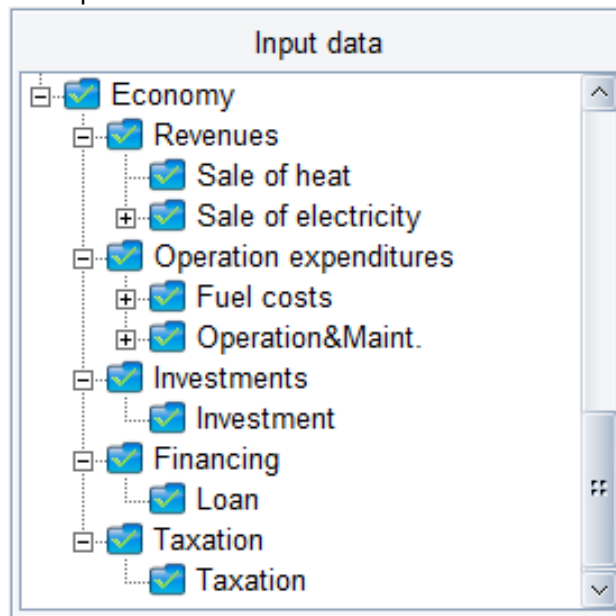 Input data
Economy
Revenues
Sale of heat
Sale of electricity
Operation expenditures
Fuel costs
Operation&Maint.
Investments
Investment
Financing
Loan
Taxation
Taxation